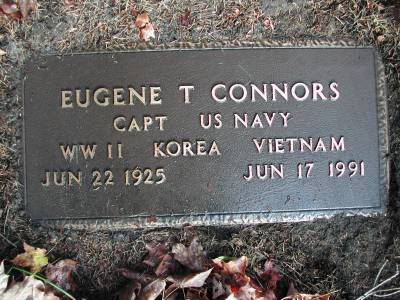 EUGENE T CONNORS
CAPT US NAVY
WW II KOREA VIETNAM
JUN 22 1925 JUN 17 1991